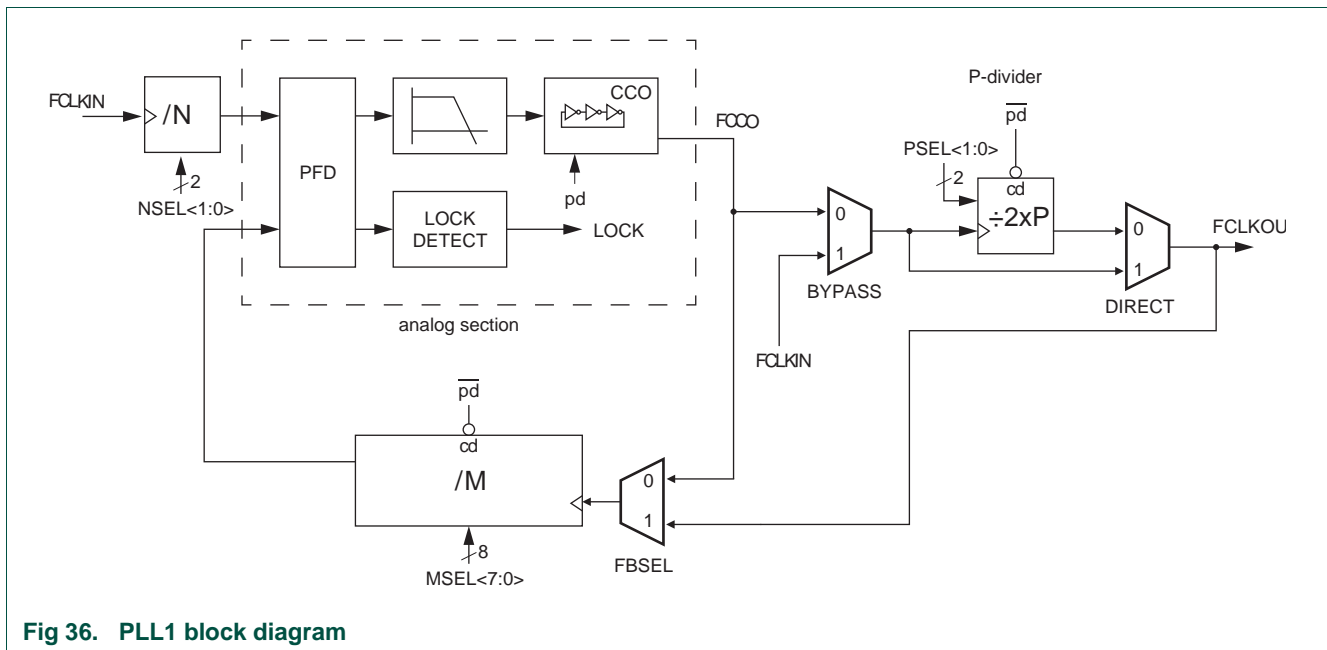 FCLKIN
/N
2
NSEL<1:0>
PFD
CCO
pd
LOCK
DETECT
LOCK
analog section
FCCO
0
1
BYPASS
FCLKIN
P-divider
pd
PSEL<1:0>
2
cd
÷2xP
0
1
DIRECT
FCLKOU
pd
cd
/M
8
MSEL<7:0>
0
1
FBSEL
Fig 36. PLL1 block diagram